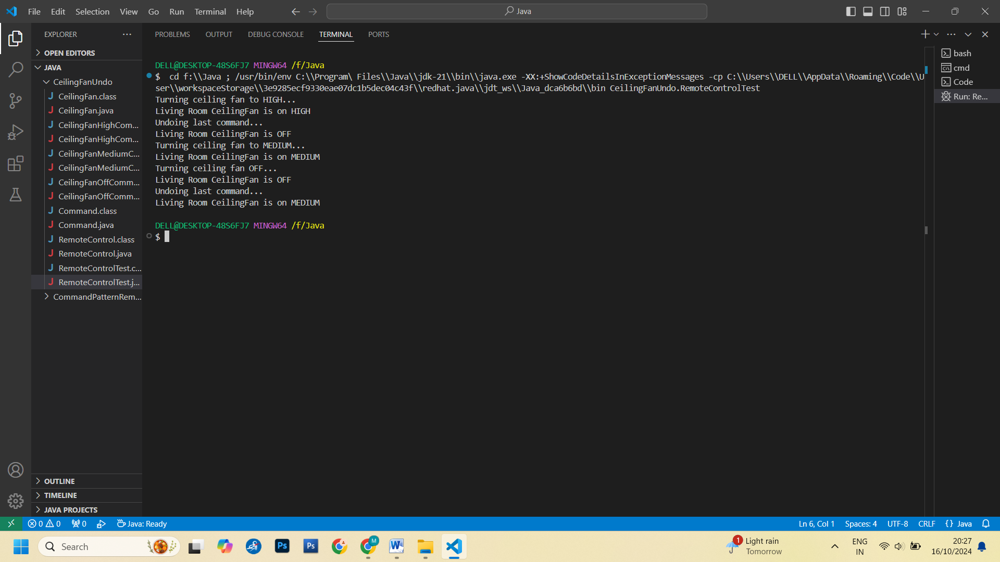 File Edit Selection View Go Run Terminal Help
Java
EXPLORER
OPEN EDITORS
JAVA
CeilingFanUndo
CeilingFan.class
CeilingFan.java
CeilingFanHighCom...
CeilingFanHighCom...
CeilingFanMediumC...
CeilingFanMediumC...
CeilingFanOffComm...
CeilingFanOffComm...
Command.class
Command.java
RemoteControl.class
RemoteControl.java
RemoteControlTest.c...
RemoteControlTest.j...
CommandPatternRem...
OUTLINE
TIMELINE
JAVA PROJECTS
PROBLEMS OUTPUT DEBUG CONSOLE TERMINAL PORTS
DELL@DESKTOP-48S6FJ7 MINGW64 /f/Java
$ cd f:\\Java ; /usr/bin/env C:\\Program\ Files\\Java\\jdk-21\\bin\\java.exe -XX:+ShowCodeDetailsInExceptionMessages -cp C:\\Users\\DELL\\AppData\\Roaming\\Code\\U
ser\\workspaceStorage\\3e9285ecf9330eae07dc1b5dec04c43f\\redhat.java\\jdt_ws\\Java_dca6b6bd\\bin CeilingFanUndo.RemoteControlTest
Turning ceiling fan to HIGH...
Living Room CeilingFan is on HIGH
Undoing last command...
Living Room CeilingFan is OFF
Turning ceiling fan to MEDIUM...
Living Room CeilingFan is on MEDIUM
Turning ceiling fan OFF...
Living Room CeilingFan is OFF
Undoing last command...
Living Room CeilingFan is on MEDIUM
DELL@DESKTOP-48S6FJ7 MINGW64 /f/Java
$
bash
cmd
Code
Run: Re...
0 0 0 Java: Ready
Ln 6, Col 1 Spaces: 4 UTF-8 CRLF {} Java
Search
Ps
Ps
M
W
1
Light rain
Tomorrow
ENG
IN
20:27
16/10/2024